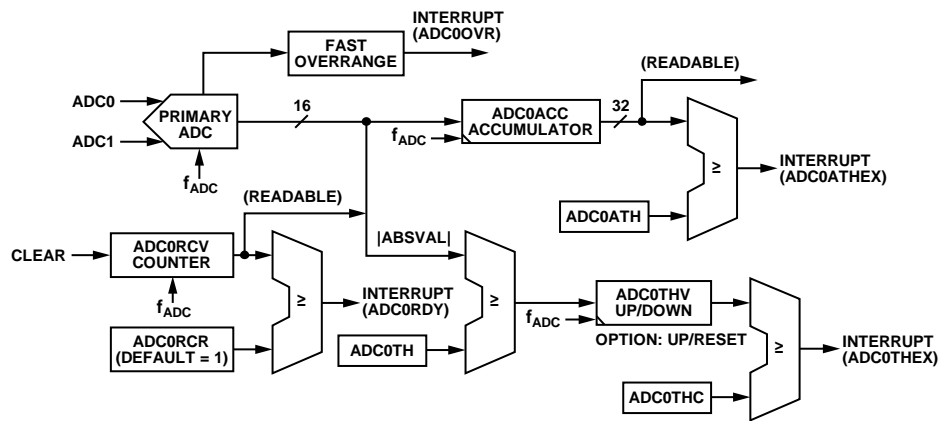 INTERRUPT
(ADC0OVR)
FAST
OVERRANGE
(READABLE)
ADC0
ADC1
PRIMARY
ADC
16
ADC0ACC
ACCUMULATOR
32
fADC
fADC
≥
INTERRUPT
(ADC0ATHEX)
ADC0ATH
(READABLE)
CLEAR
ADC0RCV
COUNTER
|ABSVAL|
fADC
≥
INTERRUPT
(ADC0RDY)
≥
ADC0THV
UP/DOWN
fADC
OPTION: UP/RESET
ADC0RCR
(DEFAULT = 1)
ADC0TH
≥
INTERRUPT
(ADC0THEX)
ADC0THC